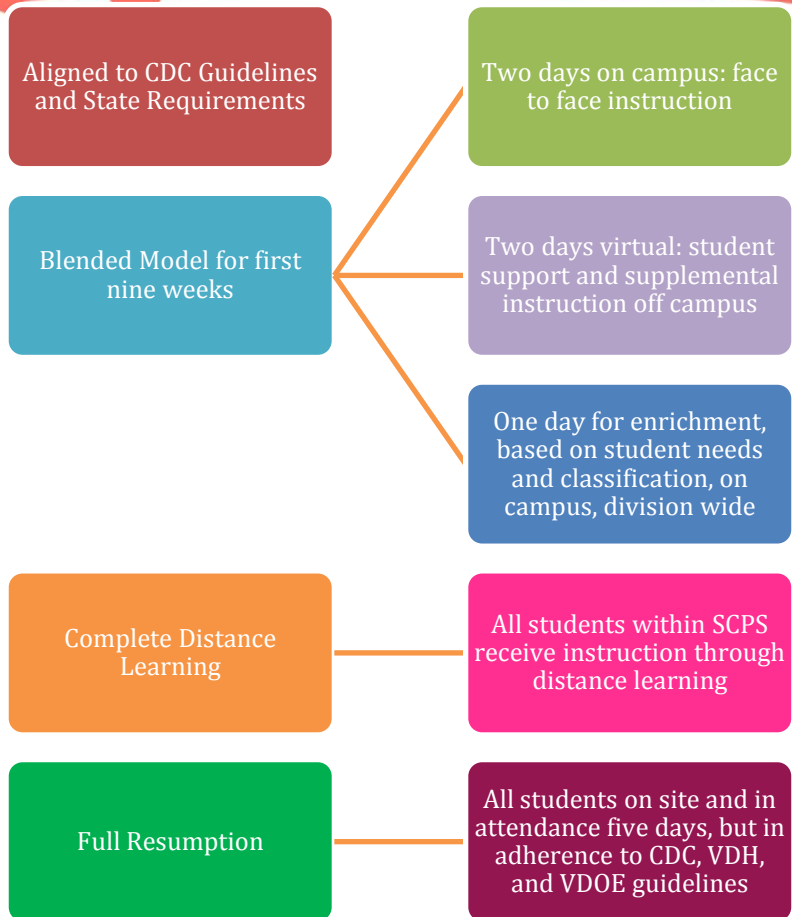 Aligned to CDC Guidelines
and State Requirements
Blended Model for first
nine weeks
Two days on campus: face
to face instruction
Two days virtual: student
support and supplemental
instruction off campus
One day for enrichment,
based on student needs
and classification, on
campus, division wide
Complete Distance
Learning
All students within SCPS
receive instruction through
distance learning
Full Resumption
All students on site and in
attendance five days, but in
adherence to CDC, VDH,
and VDOE guidelines